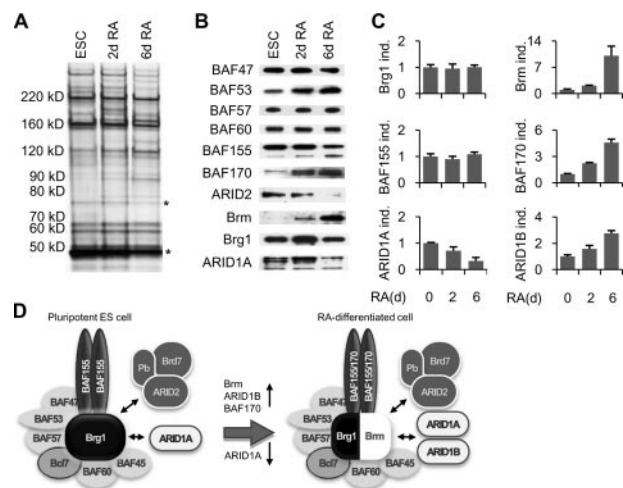 A
ESC
2d RA
6d RA
220 kD
160 kD
120 kD
90 kD
80 kD
70 kD
60 kD
50 kD
*
*
B
ESC
2d RA
6d RA
BAF47
BAF53
BAF57
BAF60
BAF155
BAF170
ARID2
Brm
Brg1
ARID1A
C
Brg1 ind.
2
1
0
Brm ind.
14
7
0
BAF155 ind.
2
1
0
BAF170 ind.
6
3
0
ARID1A ind.
2
1
0
ARID1B ind.
4
2
0
RA(d) 0 2 6
RA(d) 0 2 6
D
Pluripotent ES cell
BAF155
BAF155
Pb
Brd7
ARID2
BAF47
BAF53
BAF57
Brg1
ARID1A
Bcl7
BAF60
BAF45
Brm
ARID1B
BAF170
ARID1A
RA-differentiated cell
BAF155/170
BAF155/170
Pb
Brd7
ARID2
BAF47
BAF53
BAF57
Brg1
Brm
ARID1A
ARID1B
Bcl7
BAF60
BAF45